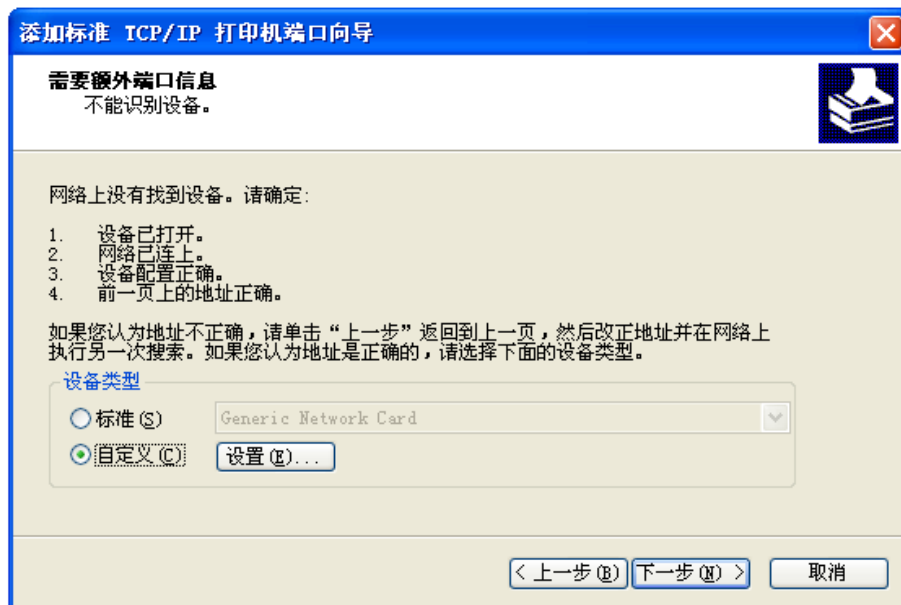 添加标准 TCP/IP 打印机端口向导
需要额外端口信息
不能识别设备。
网络上没有找到设备。请确定:
1. 设备已打开。
2. 网络已连上。
3. 设备配置正确。
4. 前一页上的地址正确。
如果您认为地址不正确，请单击“上一步”返回到上一页，然后改正地址并在网络上
执行另一次搜索。如果您认为地址是正确的，请选择下面的设备类型。
设备类型
标准(S) Generic Network Card
自定义(C) 设置(E)...
< 上一步(B) 下一步(N) > 取消